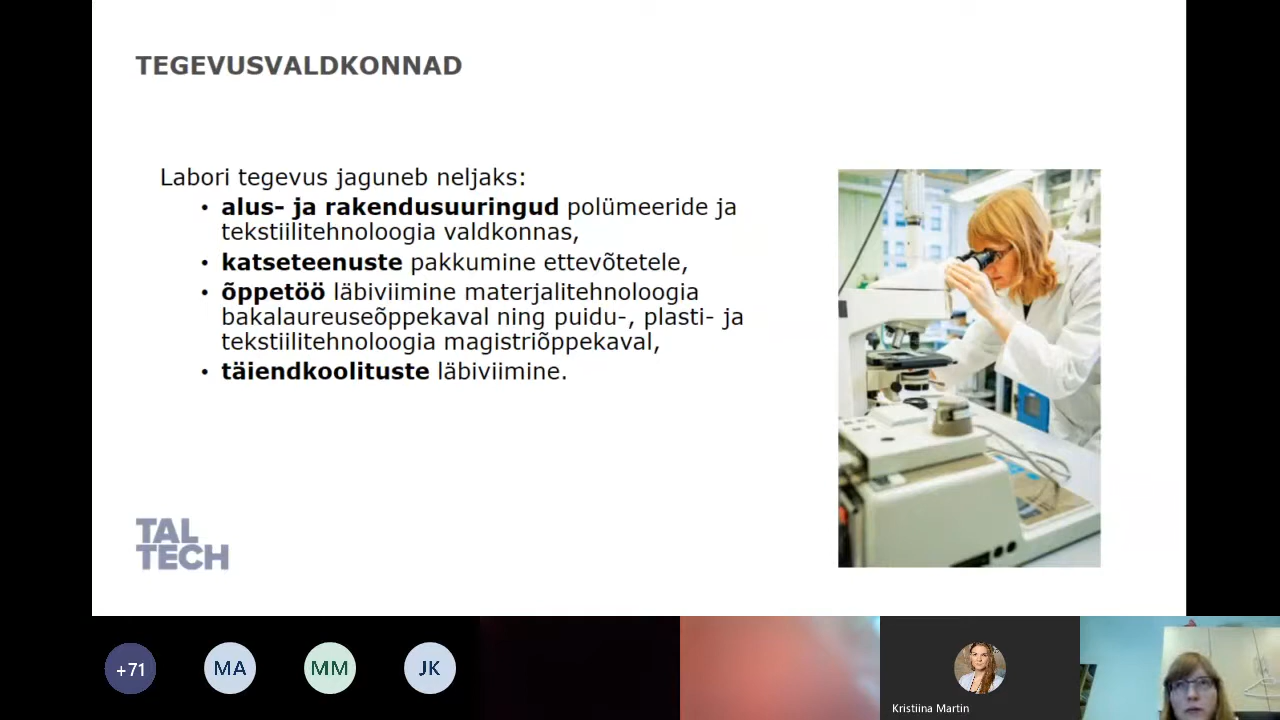 TEGEVUSVALDKONNAD
Labori tegevus jaguneb neljaks:
• alus- ja rakendusuuringud polümeeride ja
tekstiilitehnoloogia valdkonnas,
• katseteenuste pakkumine ettevõtetele,
• õppetöö läbiviimine materjalitehnoloogia
bakalaureuseõppekaval ning puidu-, plasti- ja
tekstiilitehnoloogia magistriõppekaval,
• täiendkoolituste läbiviimine.
TAL
TECH
+71
MA
MM
JK
Kristiina Martin